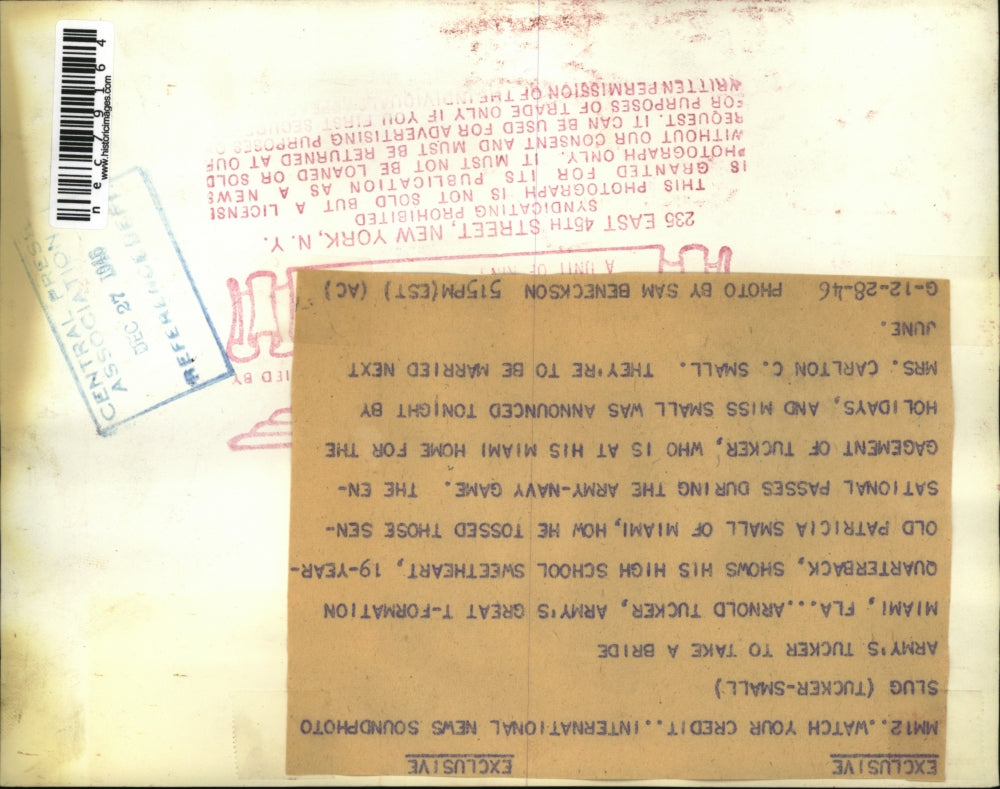 EXCLUSIVE EXCLUSIVE
MM12..WATCH YOUR CREDIT..INTERNATIONAL NEWS SOUNDPHOTO
SLUG (TUCKER-SMALL)
ARMY'S TUCKER TO TAKE A BRIDE
MIAMI, FLA...ARNOLD TUCKER, ARMY'S GREAT T-FORMATION
QUARTERBACK, SHOWS HIS HIGH SCHOOL SWEETHEART, 19-YEAR-
OLD PATRICIA SMALL OF MIAMI, HOW HE TOSSED THOSE SEN-
SATIONAL PASSES DURING THE ARMY-NAVY GAME. THE EN-
GAGEMENT OF TUCKER, WHO IS AT HIS MIAMI HOME FOR THE
HOLIDAYS, AND MISS SMALL WAS ANNOUNCED TONIGHT BY
MRS. CARLTON C. SMALL. THEY'RE TO BE MARRIED NEXT
JUNE.
G-12-28-46 PHOTO BY SAM BENECKSON 515PM(EST) (AC)
A UNIT OF
235 EAST 45TH STREET, NEW YORK, N.Y.
SYNDICATING PROHIBITED
THIS PHOTOGRAPH IS NOT SOLD BUT A LICENSE
IS GRANTED FOR ITS PUBLICATION AS A NEWS
PHOTOGRAPH ONLY. IT MUST NOT BE LOANED OR SOLD
WITHOUT OUR CONSENT AND MUST BE RETURNED AT OUR
REQUEST. IT CAN BE USED FOR ADVERTISING PURPOSES OR
FOR PURPOSES OF TRADE ONLY IF YOU FIRST SECURE
WRITTEN PERMISSION OF THE INDIVIDUAL
CENTRAL PRESS
ASSOCIATION
DEC 27 1946
REFERENCE DEPT.
nec79164
www.historicimages.com